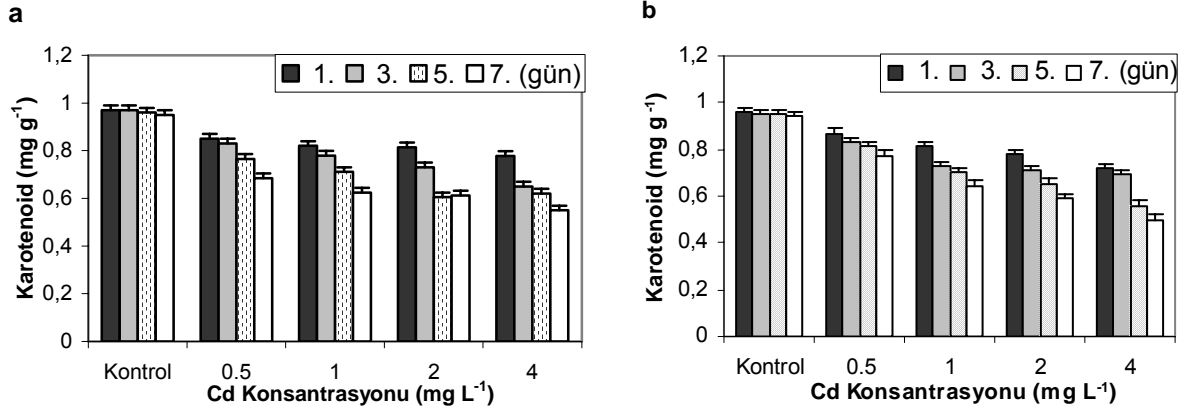 a
1,2
1
0,8
0,6
0,4
0,2
0
Karotenoid (mg g⁻¹)
1. 3. 5. 7. (gün)
Kontrol 0.5 1 2 4
Cd Konsantrasyonu (mg L⁻¹)
b
1,2
1
0,8
0,6
0,4
0,2
0
Karotenoid (mg g⁻¹)
1. 3. 5. 7. (gün)
Kontrol 0.5 1 2 4
Cd Konsantrasyonu (mg L⁻¹)